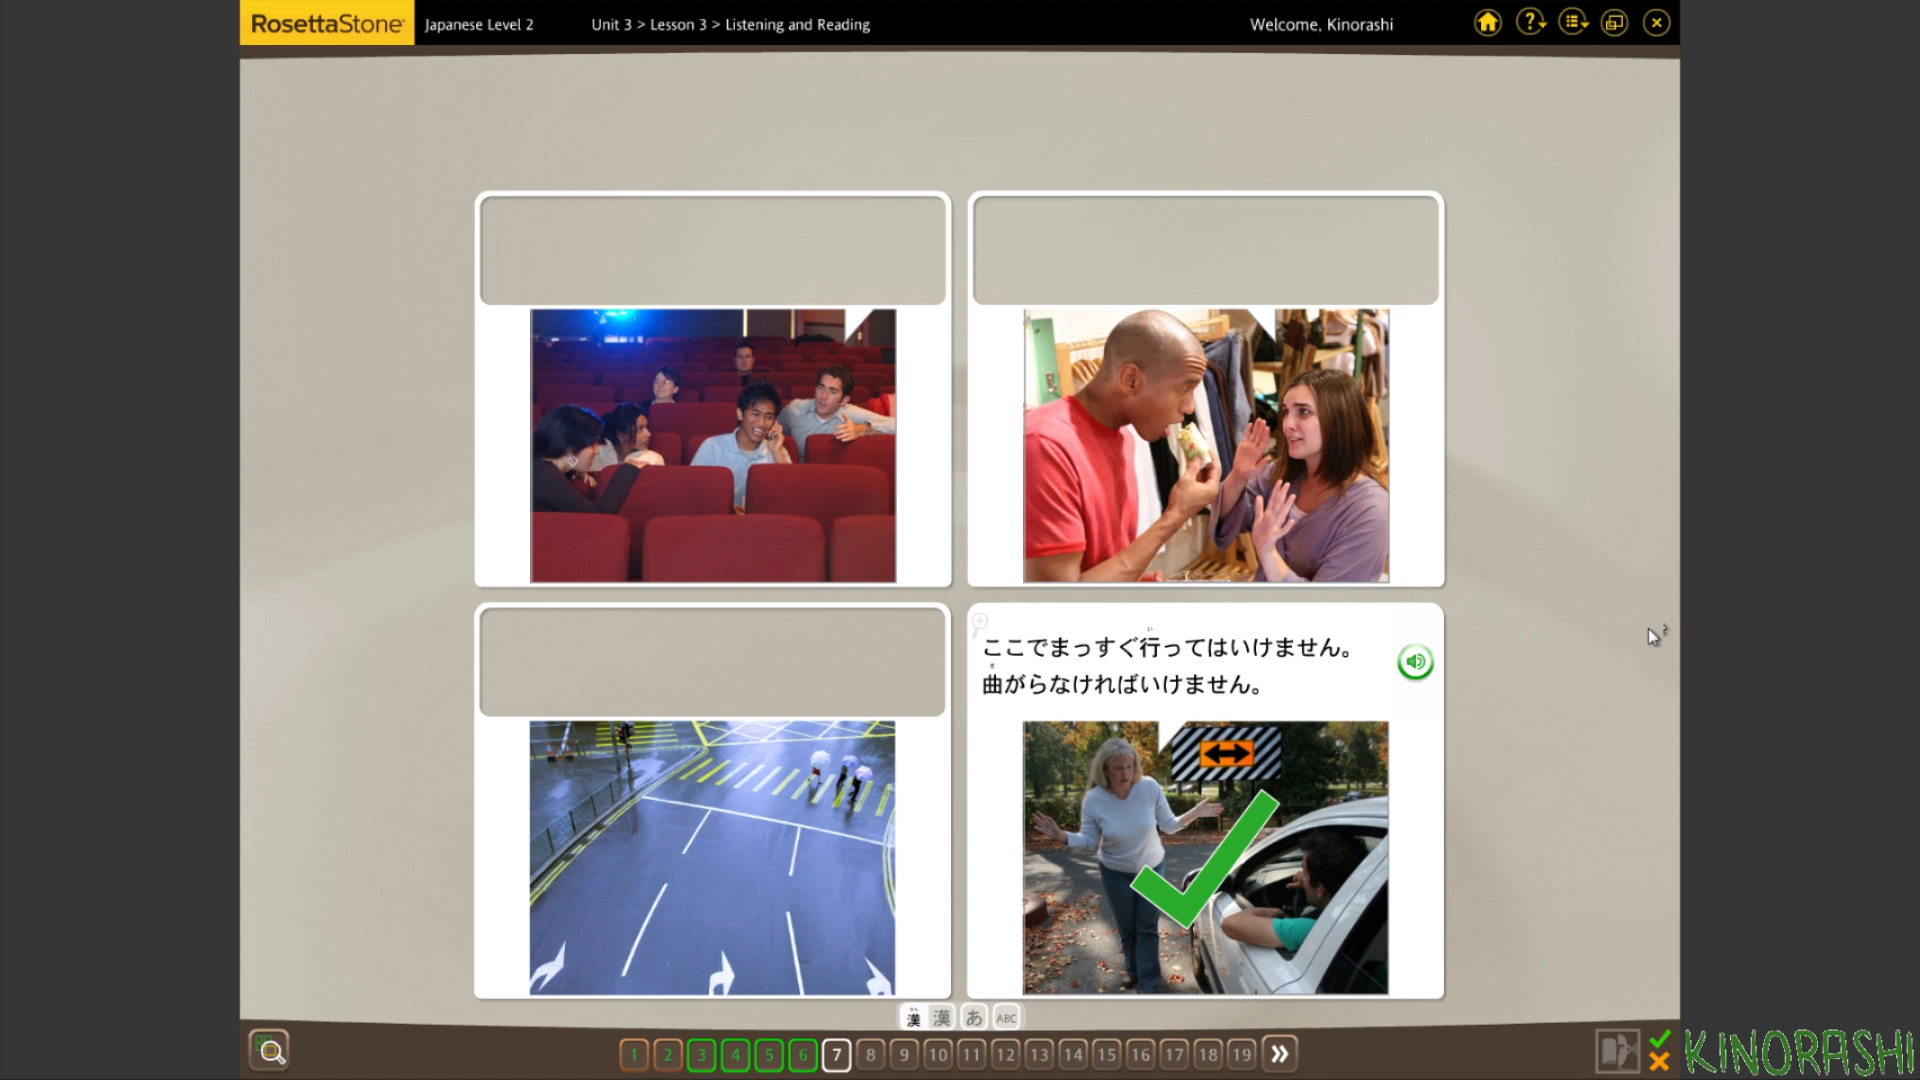 RosettaStone
Japanese Level 2
Unit 3 > Lesson 3 > Listening and Reading
Welcome, Kinorashi
ここでまっすぐ行ってはいけません。
曲がらなければいけません。
漢 漢 あ ABC
1 2 3 4 5 6 7 8 9 10 11 12 13 14 15 16 17 18 19
KINORASHI